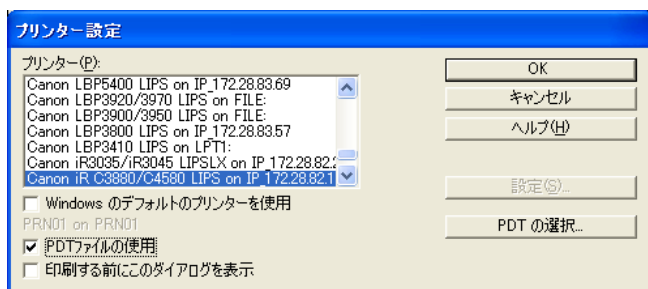 プリンター設定
プリンター(P):
Canon LBP5400 LIPS on IP_172.28.83.69
Canon LBP3920/3970 LIPS on FILE:
Canon LBP3900/3950 LIPS on FILE:
Canon LBP3800 LIPS on IP_172.28.83.57
Canon LBP3410 LIPS on LPT1:
Canon iR3035/iR3045 LIPSLX on IP_172.28.82.
Canon iR C3880/C4580 LIPS on IP_172.28.82.1
Windows のデフォルトのプリンターを使用
PRN01 on PRN01
PDTファイルの使用
印刷する前にこのダイアログを表示
OK
キャンセル
ヘルプ(H)
設定(S)...
PDT の選択...